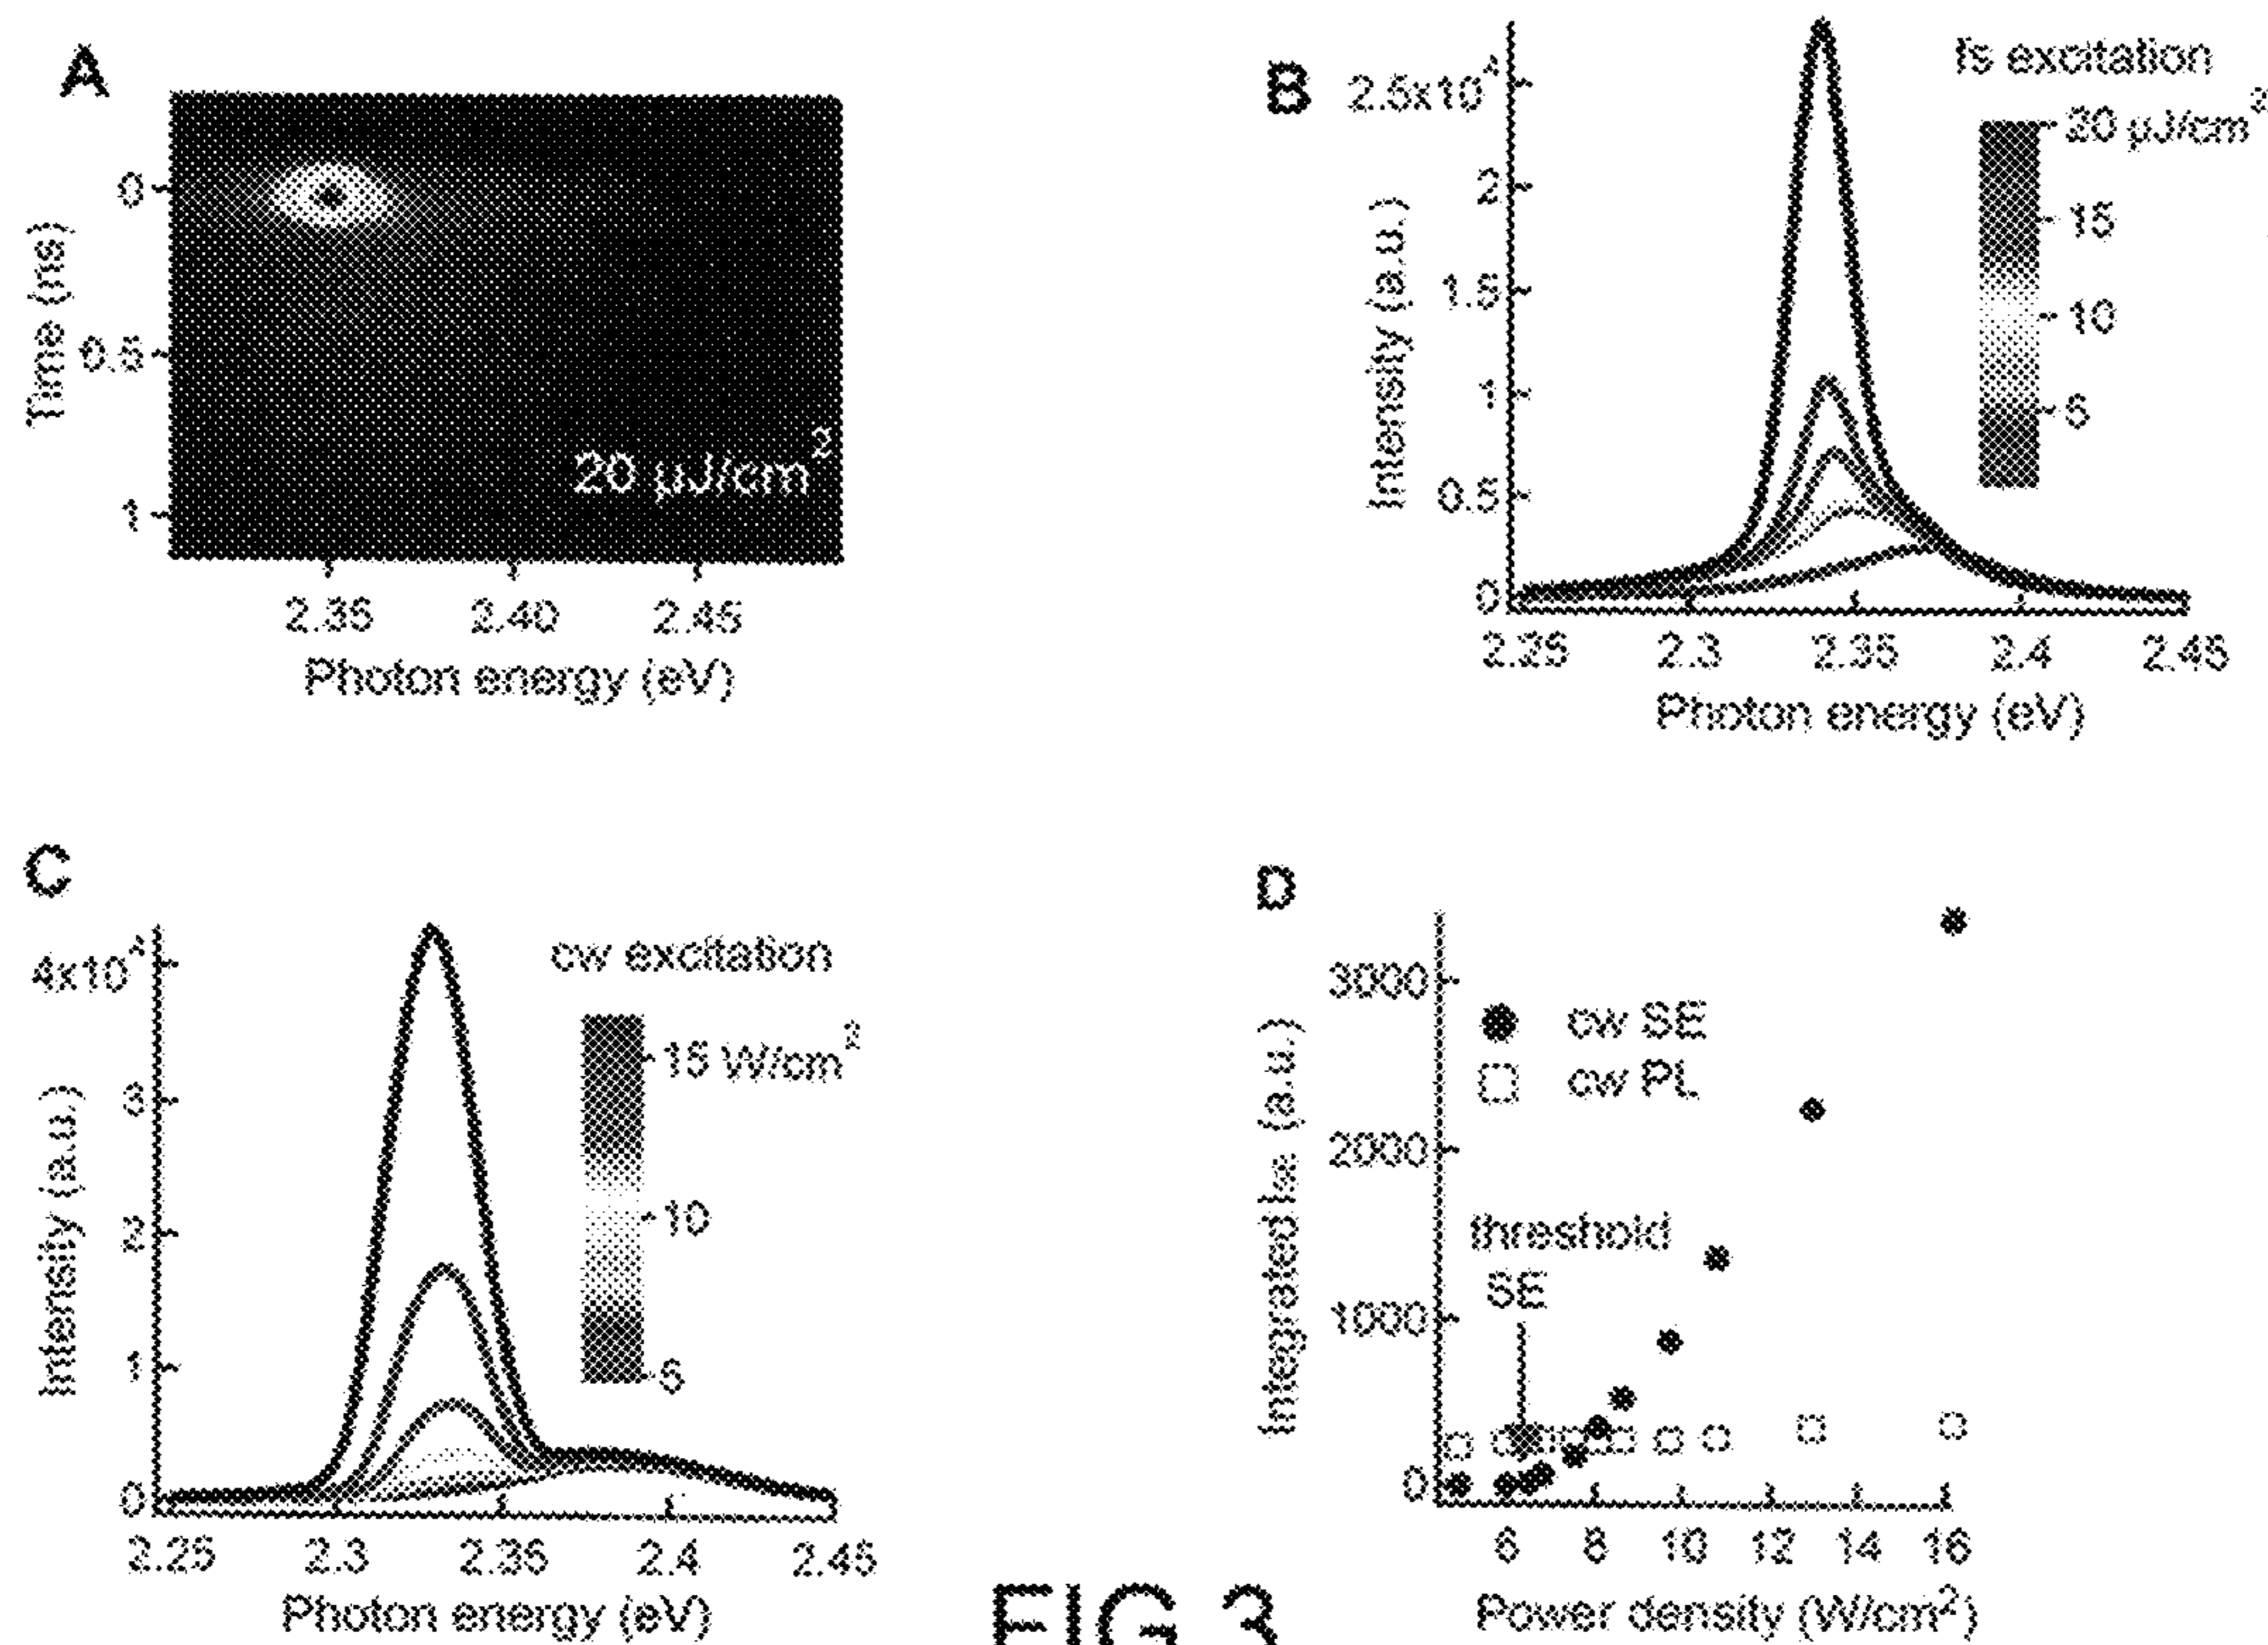 A
0
0.5
1
Time (ns)
20 µJ/cm²
2.35 2.40 2.45
Photon energy (eV)
B
fs excitation
2.5x10⁴
2
1.5
1
0.5
0
Intensity (a.u.)
20 µJ/cm²
15
10
5
2.25 2.3 2.35 2.4 2.45
Photon energy (eV)
C
cw excitation
4x10⁴
3
2
1
0
Intensity (a.u.)
15 W/cm²
10
5
2.25 2.3 2.35 2.4 2.45
Photon energy (eV)
D
3000
2000
1000
0
Integrated Is. (a.u.)
cw SE
cw PL
threshold
SE
6 8 10 12 14 16
Power density (W/cm²)
FIG 3